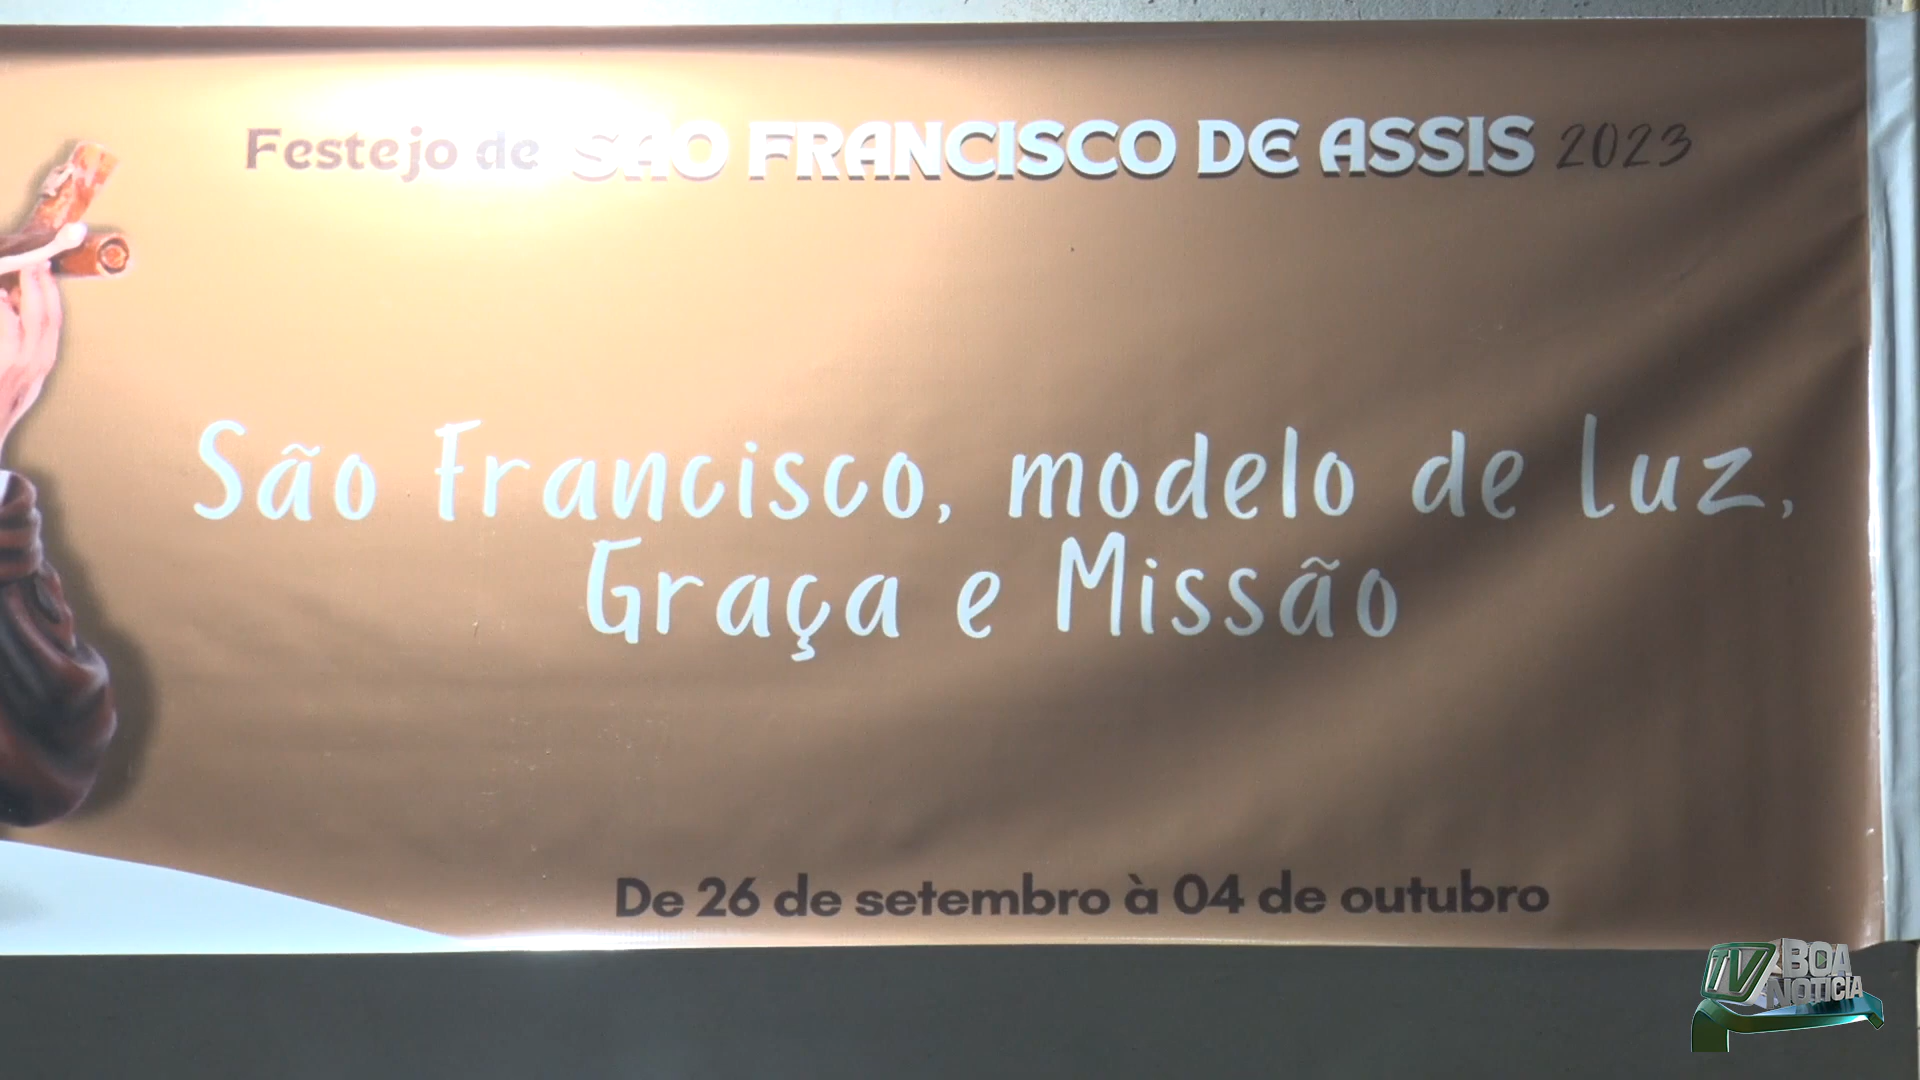 Festejo de SÃO FRANCISCO DE ASSIS 2023
São Francisco, modelo de luz,
Graça e Missão
De 26 de setembro à 04 de outubro
TV BOA
NOTÍCIA